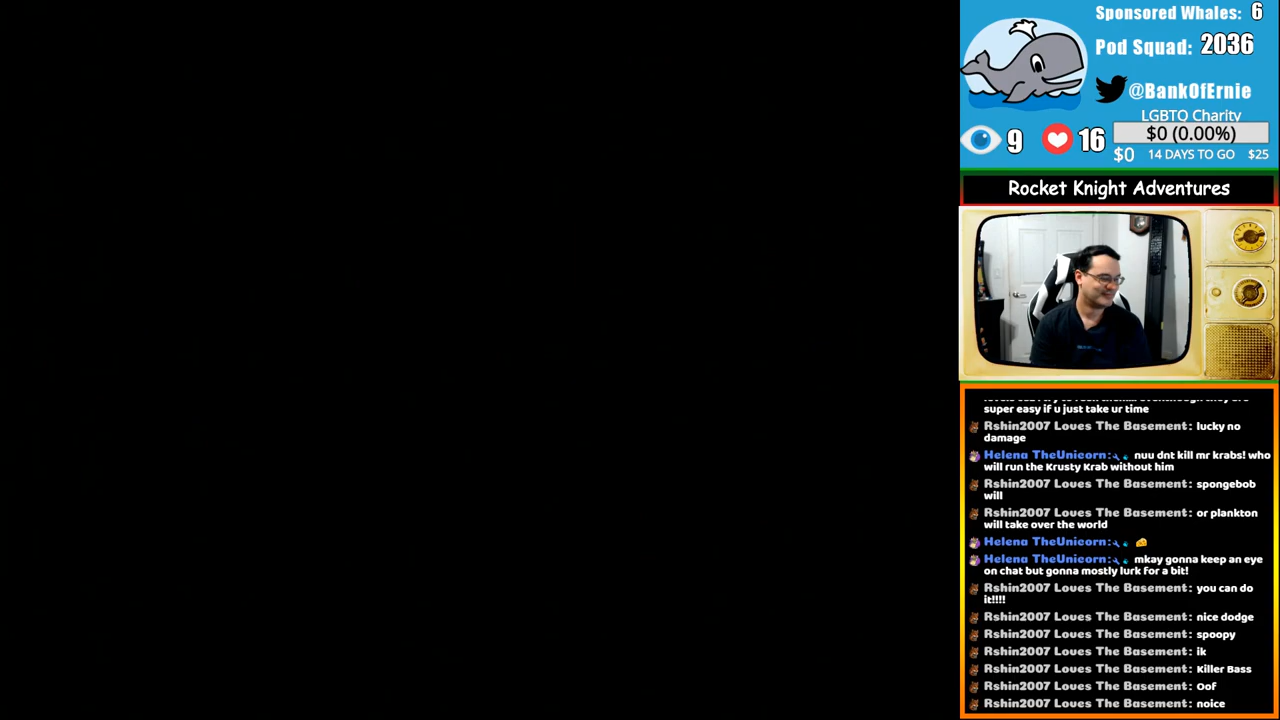 Sponsored Whales: 6
Pod Squad: 2036
@BankOfErnie
LGBTQ Charity
9
16
$0 (0.00%)
$0 14 DAYS TO GO $25
Rocket Knight Adventures
super easy if u just take ur time
Rshin2007 Loves The Basement: lucky no
damage
Helena TheUnicorn: nuu dnt kill mr krabs! who
will run the Krusty Krab without him
Rshin2007 Loves The Basement: spongebob
will
Rshin2007 Loves The Basement: or plankton
will take over the world
Helena TheUnicorn:
Helena TheUnicorn: mkay gonna keep an eye
on chat but gonna mostly lurk for a bit!
Rshin2007 Loves The Basement: you can do
it!!!!
Rshin2007 Loves The Basement: nice dodge
Rshin2007 Loves The Basement: spoopy
Rshin2007 Loves The Basement: ik
Rshin2007 Loves The Basement: Killer Bass
Rshin2007 Loves The Basement: Oof
Rshin2007 Loves The Basement: noice